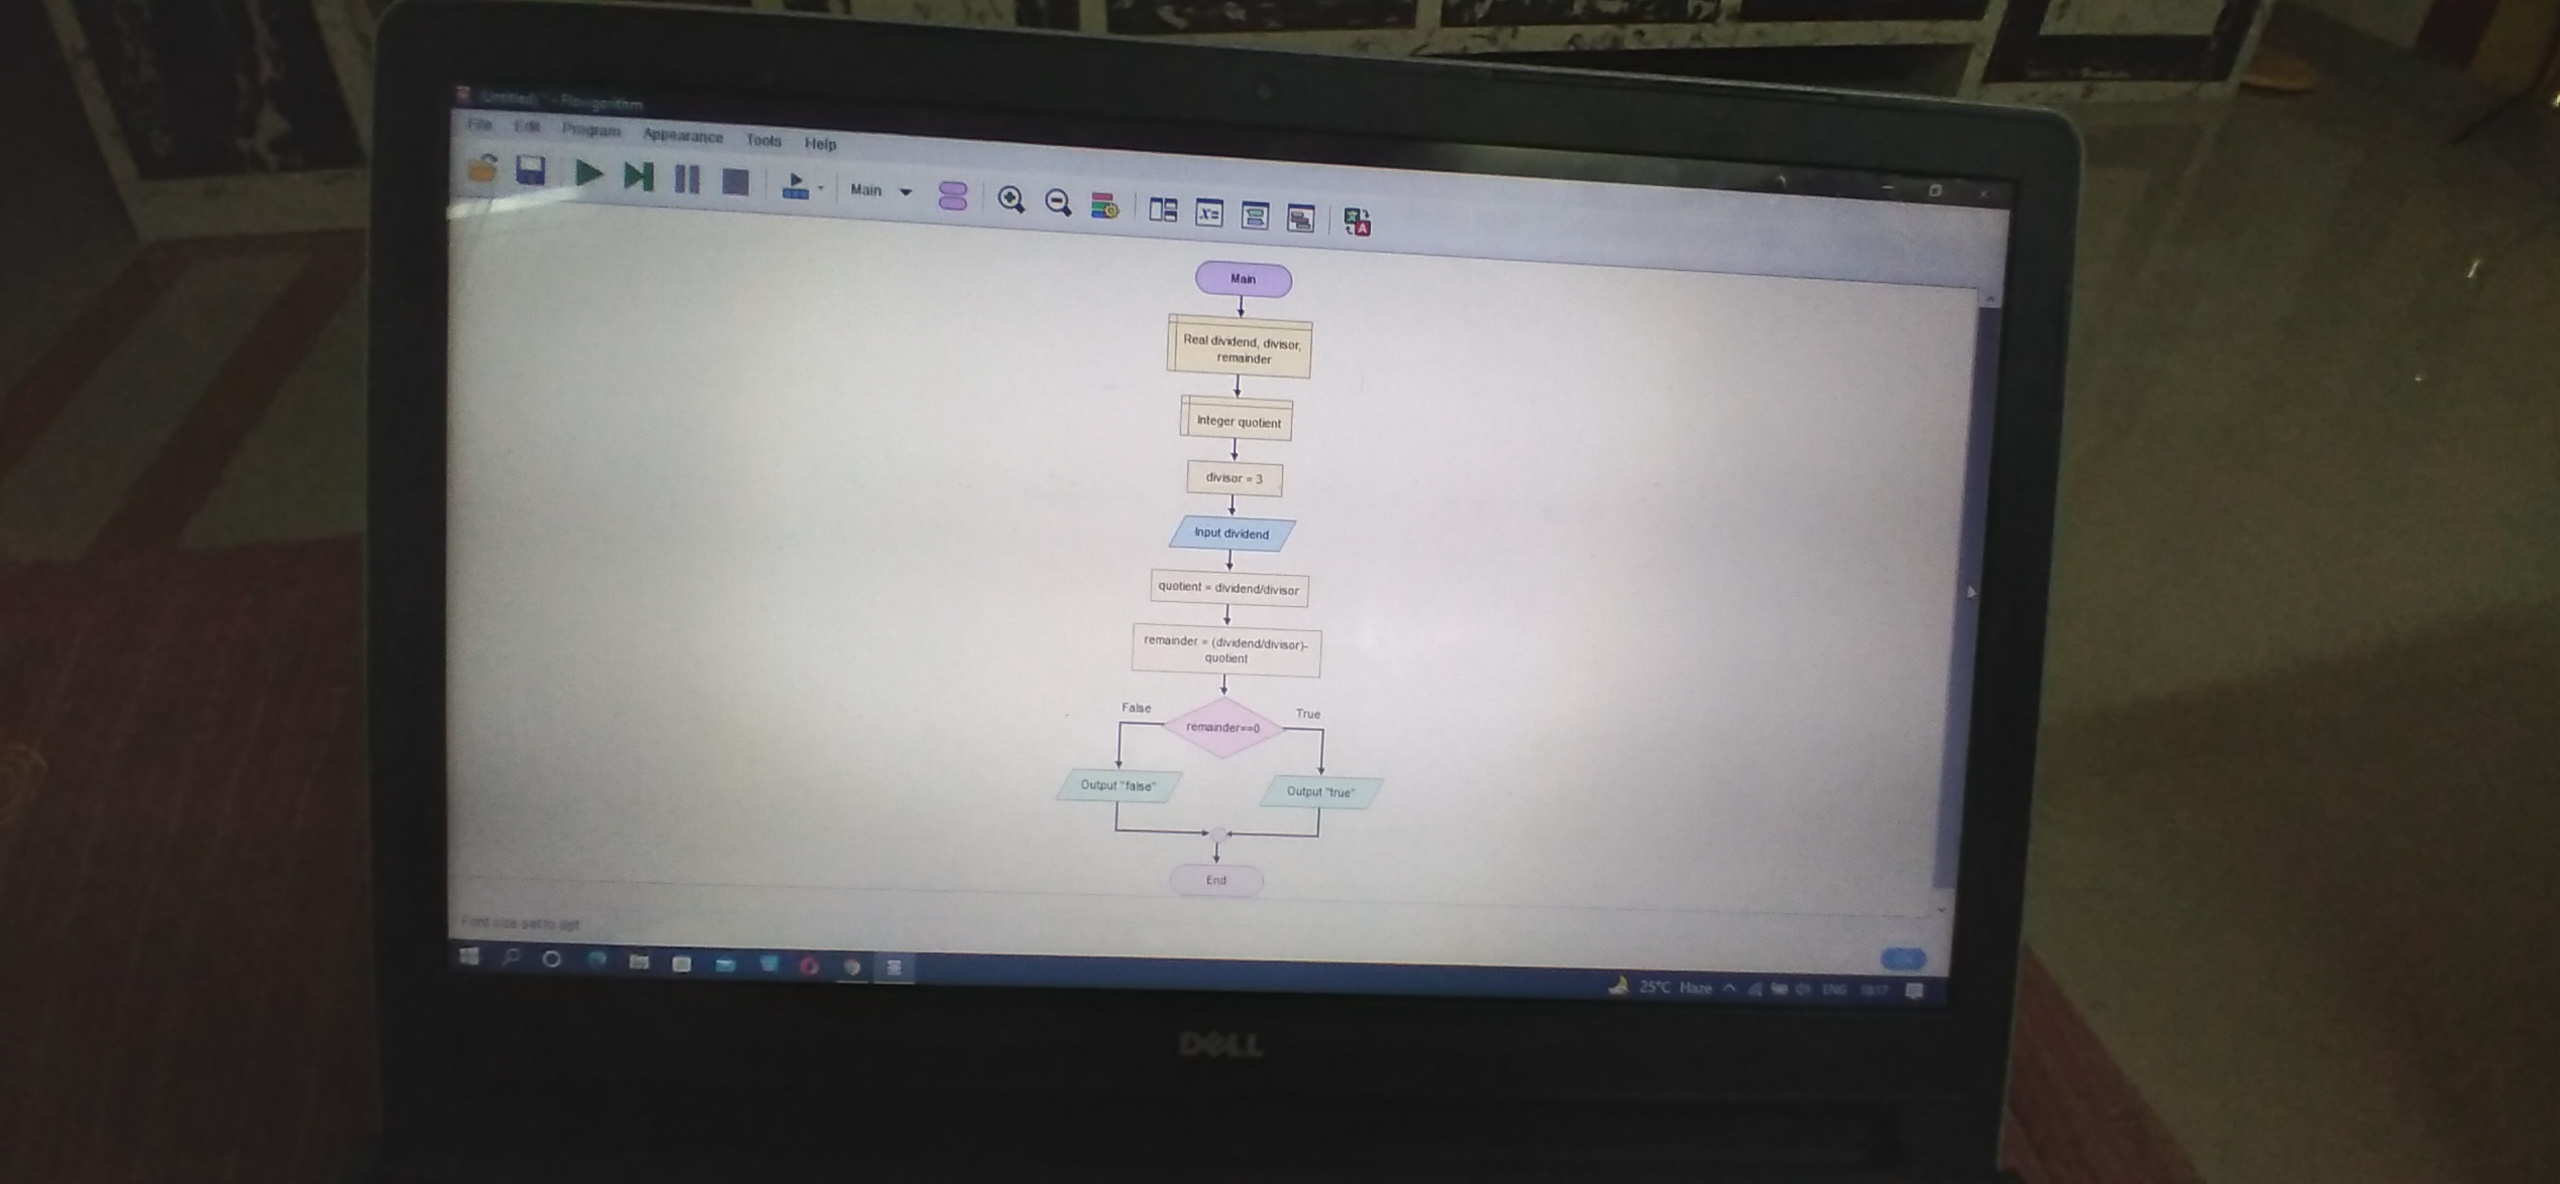 (Untitled) * - Flowgorithm
File Edit Program Appearance Tools Help
Main
Main
Real dividend, divisor,
remainder
Integer quotient
divisor = 3
Input dividend
quotient = dividend/divisor
remainder = (dividend/divisor)-
quotient
False
True
remainder==0
Output "false"
Output "true"
End
Font size set to
25°C Haze
ENG
18:17
DELL